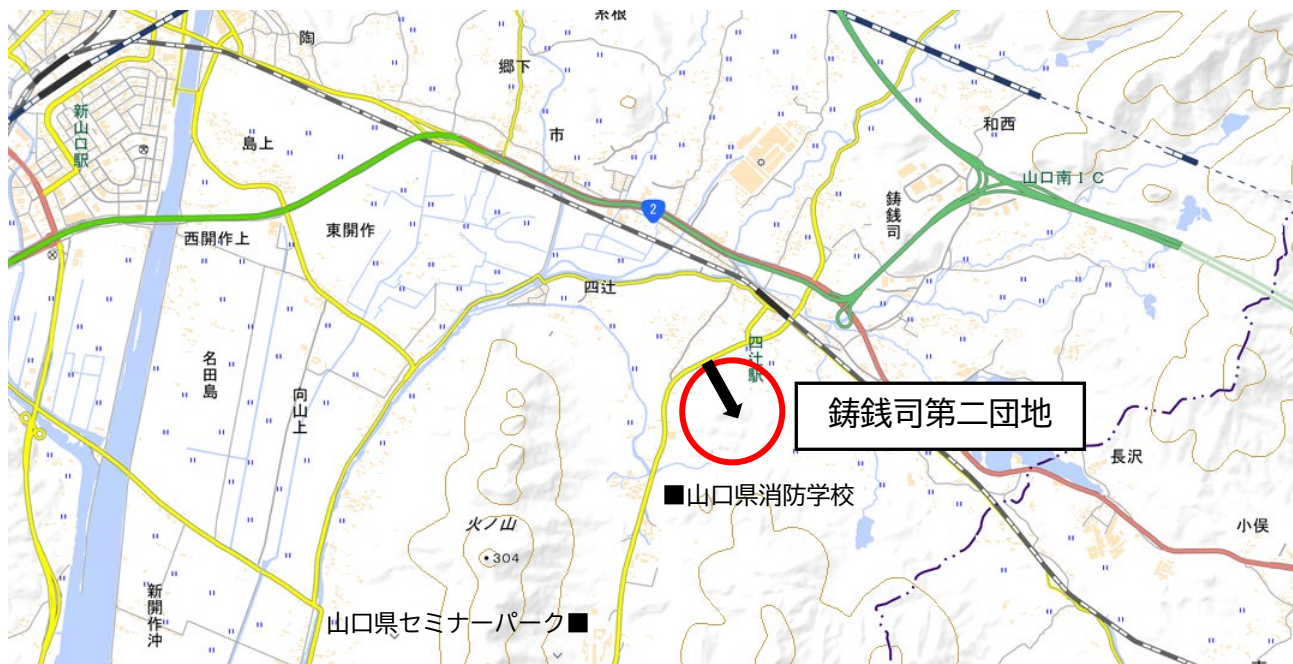 糸根
陶
郷下
新山口駅
島上
市
和西
山口南IC
鋳銭司
2
東開作
西開作上
四辻
四辻駅
名田島
向山上
鋳銭司第二団地
長沢
■山口県消防学校
小俣
火ノ山
304
新開作沖
山口県セミナーパーク■